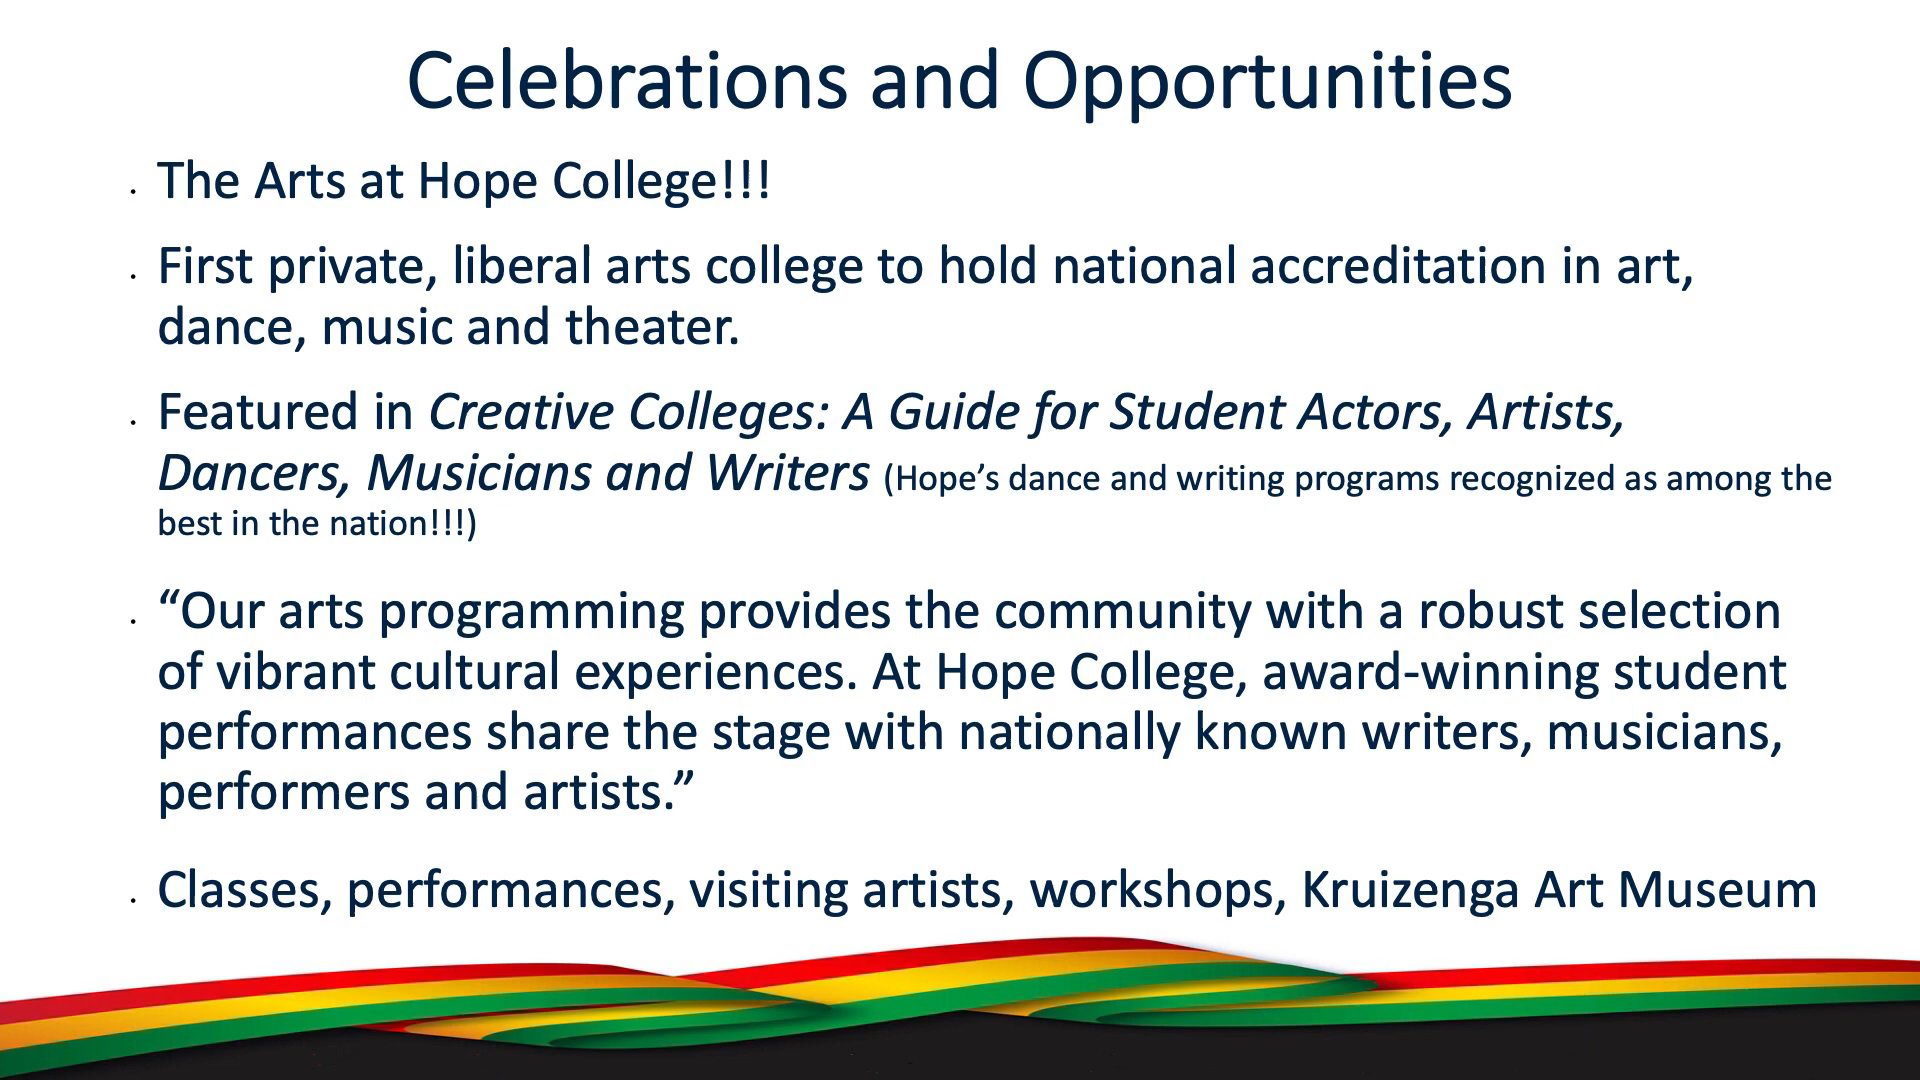 Celebrations and Opportunities
· The Arts at Hope College!!!
· First private, liberal arts college to hold national accreditation in art,
dance, music and theater.
· Featured in Creative Colleges: A Guide for Student Actors, Artists,
Dancers, Musicians and Writers (Hope’s dance and writing programs recognized as among the
best in the nation!!!)
· “Our arts programming provides the community with a robust selection
of vibrant cultural experiences. At Hope College, award-winning student
performances share the stage with nationally known writers, musicians,
performers and artists.”
· Classes, performances, visiting artists, workshops, Kruizenga Art Museum